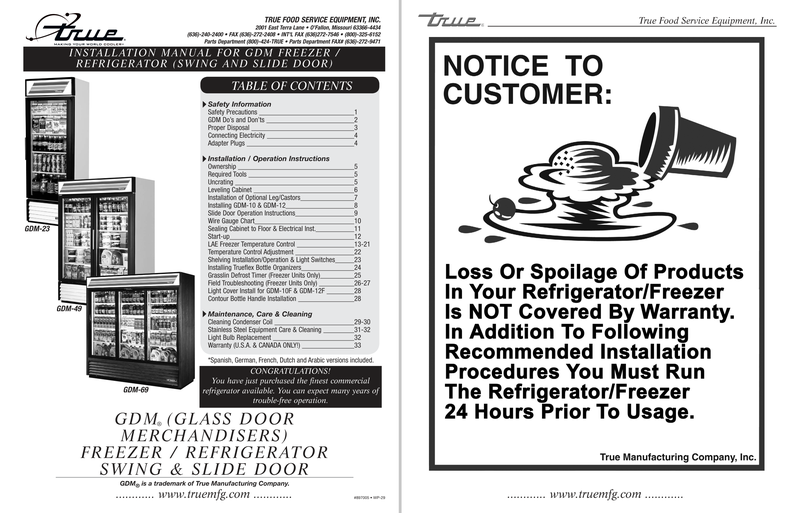 true
®
MAKING YOUR WORLD COOLER!
TRUE FOOD SERVICE EQUIPMENT, INC.
2001 East Terra Lane • O'Fallon, Missouri 63366-4434
(636)-240-2400 • FAX (636)-272-2408 • INT'L FAX (636)272-7546 • (800)-325-6152
Parts Department (800)-424-TRUE • Parts Department FAX# (636)-272-9471
INSTALLATION MANUAL FOR GDM FREEZER /
REFRIGERATOR (SWING AND SLIDE DOOR)
GDM-23
GDM-49
GDM-69
TABLE OF CONTENTS
Safety Information
Safety Precautions 1
GDM Do's and Don'ts 2
Proper Disposal 3
Connecting Electricity 4
Adapter Plugs 4
Installation / Operation Instructions
Ownership 5
Required Tools 5
Uncrating 5
Leveling Cabinet 6
Installation of Optional Leg/Castors 7
Installing GDM-10 & GDM-12 8
Slide Door Operation Instructions 9
Wire Gauge Chart 10
Sealing Cabinet to Floor & Electrical Inst. 11
Start-up 12
LAE Freezer Temperature Control 13-21
Temperature Control Adjustment 22
Shelving Installation/Operation & Light Switches 23
Installing Trueflex Bottle Organizers 24
Grasslin Defrost Timer (Freezer Units Only) 25
Field Troubleshooting (Freezer Units Only) 26-27
Light Cover Install for GDM-10F & GDM-12F 28
Contour Bottle Handle Installation 28
Maintenance, Care & Cleaning
Cleaning Condenser Coil 29-30
Stainless Steel Equipment Care & Cleaning 31-32
Light Bulb Replacement 32
Warranty (U.S.A. & CANADA ONLY!) 33
*Spanish, German, French, Dutch and Arabic versions included.
CONGRATULATIONS!
You have just purchased the finest commercial
refrigerator available. You can expect many years of
trouble-free operation.
GDM® (GLASS DOOR
MERCHANDISERS)
FREEZER / REFRIGERATOR
SWING & SLIDE DOOR
GDM® is a trademark of True Manufacturing Company.
............ www.truemfg.com ............
true
®
True Food Service Equipment, Inc.
NOTICE TO
CUSTOMER:
Loss Or Spoilage Of Products
In Your Refrigerator/Freezer
Is NOT Covered By Warranty.
In Addition To Following
Recommended Installation
Procedures You Must Run
The Refrigerator/Freezer
24 Hours Prior To Usage.
True Manufacturing Company, Inc.
............ www.truemfg.com ............